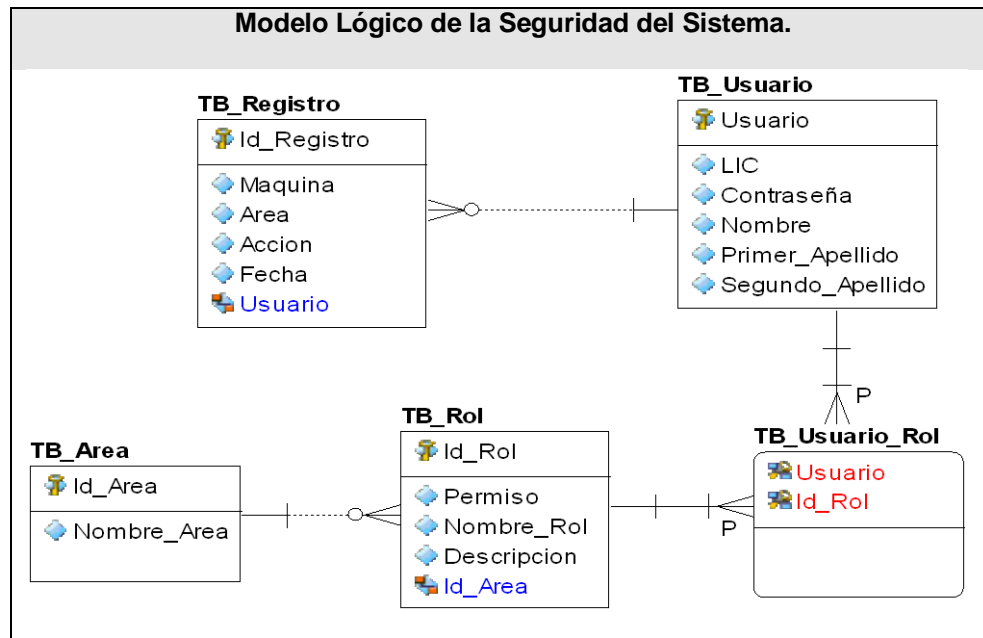 Modelo Lógico de la Seguridad del Sistema.
TB_Registro
Id_Registro
Maquina
Area
Accion
Fecha
Usuario
TB_Usuario
Usuario
LIC
Contraseña
Nombre
Primer_Apellido
Segundo_Apellido
P
TB_Area
Id_Area
Nombre_Area
TB_Rol
Id_Rol
Permiso
Nombre_Rol
Descripcion
Id_Area
P
TB_Usuario_Rol
Usuario
Id_Rol